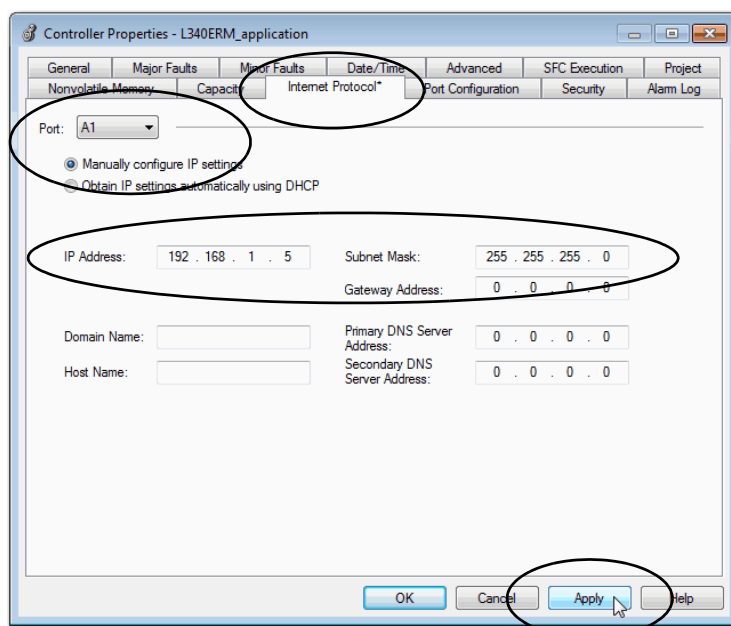 Controller Properties - L340ERM_application
General Major Faults Minor Faults Date/Time Advanced SFC Execution Project
Nonvolatile Memory Capacity Internet Protocol* Port Configuration Security Alarm Log
Port: A1
Manually configure IP settings
Obtain IP settings automatically using DHCP
IP Address: 192 . 168 . 1 . 5 Subnet Mask: 255 . 255 . 255 . 0
Gateway Address: 0 . 0 . 0 . 0
Domain Name: Primary DNS Server Address: 0 . 0 . 0 . 0
Host Name: Secondary DNS Server Address: 0 . 0 . 0 . 0
OK Cancel Apply Help